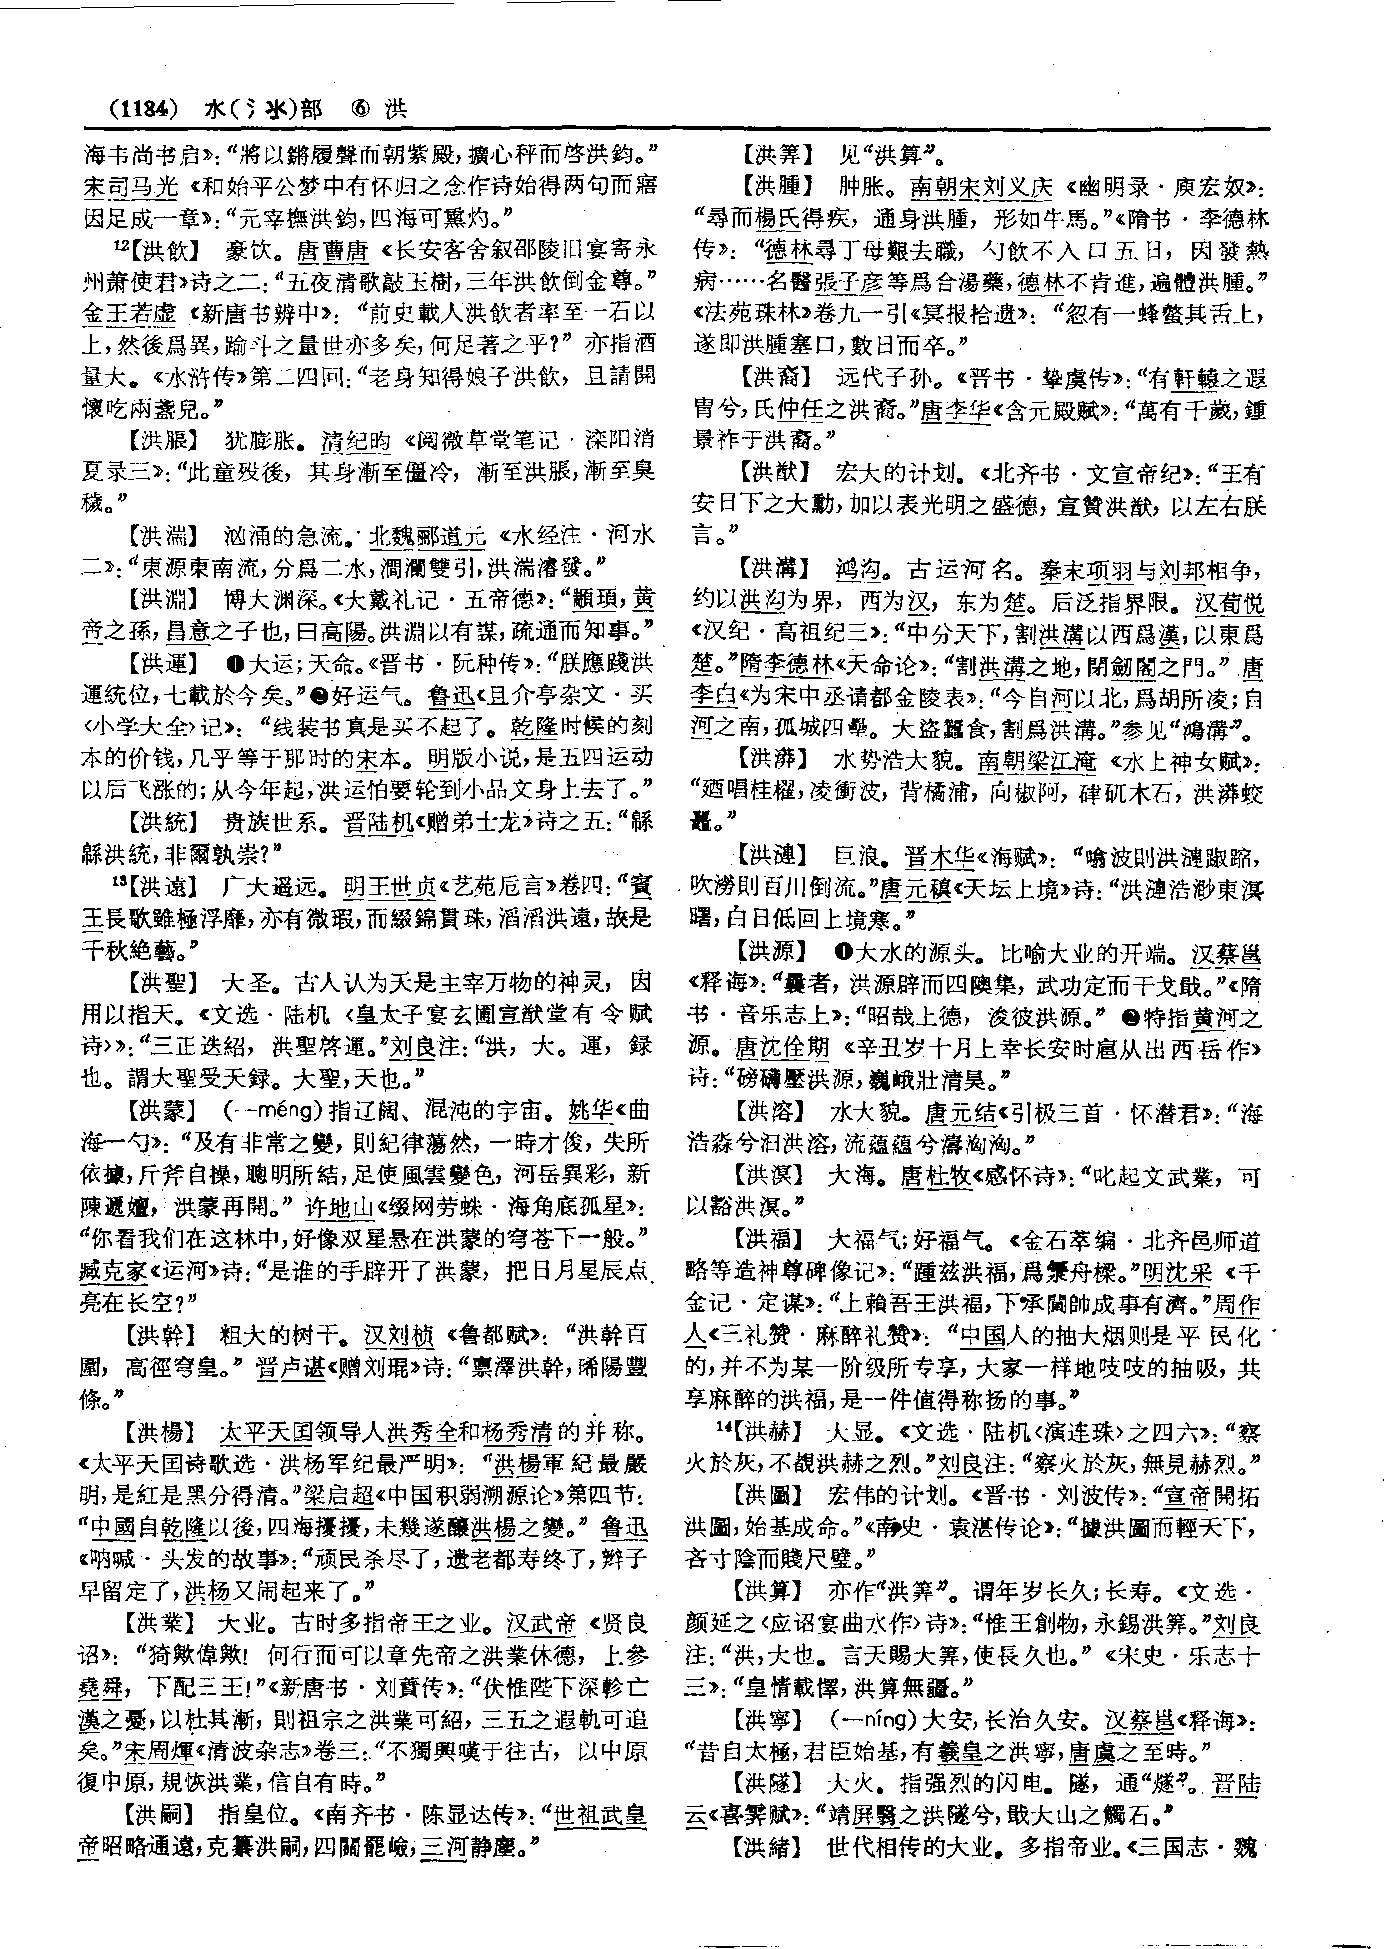 (1184) 水(氵氺)部 ⑥ 洪
海韦尚书启》：“將以鏘履聲而朝紫殿，擴心秤而啓洪鈞。”
宋司马光《和始平公梦中有怀归之念作诗始得两句而寤
因足成一章》：“元宰撫洪鈞，四海可熏灼。”
12【洪飲】 豪饮。唐曹唐《长安客舍叙邵陵旧宴寄永
州萧使君》诗之二：“五夜清歌敲玉樹，三年洪飲倒金尊。”
金王若虚《新唐书辨中》：“前史載人洪飲者率至一石以
上，然後爲異，踰斗之量世亦多矣，何足著之乎？”亦指酒
量大。《水浒传》第二四回：“老身知得娘子洪飲，且請開
懷吃兩盞兒。”
【洪脹】 犹膨胀。清纪昀《阅微草堂笔记·滦阳消
夏录三》：“此童殁後，其身漸至僵冷，漸至洪脹，漸至臭
穢。”
【洪湍】 汹涌的急流。北魏郦道元《水经注·河水
二》：“東源東南流，分爲二水，澗瀾雙引，洪湍濬發。”
【洪淵】 博大渊深。《大戴礼记·五帝德》：“顓頊，黄
帝之孫，昌意之子也，曰高陽。洪淵以有謀，疏通而知事。”
【洪運】 ❶大运；天命。《晋书·阮种传》：“朕應踐洪
運統位，七載於今矣。”❷好运气。鲁迅《且介亭杂文·买
〈小学大全〉记》：“线装书真是买不起了。乾隆时候的刻
本的价钱，几乎等于那时的宋本。明版小说，是五四运动
以后飞涨的；从今年起，洪运怕要轮到小品文身上去了。”
【洪統】 贵族世系。晋陆机《赠弟士龙》诗之五：“緜
緜洪統，非爾孰崇？”
13【洪遠】 广大遥远。明王世贞《艺苑卮言》卷四：“賓
王長歌雖極浮靡，亦有微瑕，而綴錦貫珠，滔滔洪遠，故是
千秋絶藝。”
【洪聖】 大圣。古人认为天是主宰万物的神灵，因
用以指天。《文选·陆机〈皇太子宴玄圃宣猷堂有令赋
诗〉》：“三正迭紹，洪聖啓運。”刘良注：“洪，大。運，録
也。謂大聖受天録。大聖，天也。”
【洪蒙】 (—méng)指辽阔、混沌的宇宙。姚华《曲
海一勺》：“及有非常之變，則紀律蕩然，一時才俊，失所
依據，斤斧自操，聰明所結，足使風雲變色，河岳異彩，新
陳遞嬗，洪蒙再開。”许地山《缀网劳蛛·海角底孤星》：
“你看我们在这林中，好像双星悬在洪蒙的穹苍下一般。”
臧克家《运河》诗：“是谁的手辟开了洪蒙，把日月星辰点
亮在长空？”
【洪幹】 粗大的树干。汉刘桢《鲁都赋》：“洪幹百
圍，高徑穹皇。”晋卢谌《赠刘琨》诗：“禀澤洪幹，晞陽豐
條。”
【洪楊】 太平天囯领导人洪秀全和杨秀清的并称。
《太平天囯诗歌选·洪杨军纪最严明》：“洪楊軍紀最嚴
明，是紅是黑分得清。”梁启超《中国积弱溯源论》第四节：
“中國自乾隆以後，四海擾擾，未幾遂釀洪楊之變。”鲁迅
《呐喊·头发的故事》：“顽民杀尽了，遗老都寿终了，辫子
早留定了，洪杨又闹起来了。”
【洪業】 大业。古时多指帝王之业。汉武帝《贤良
诏》：“猗歟偉歟！何行而可以章先帝之洪業休德，上參
堯舜，下配三王！”《新唐书·刘蕡传》：“伏惟陛下深軫亡
漢之憂，以杜其漸，則祖宗之洪業可紹，三五之遐軌可追
矣。”宋周煇《清波杂志》卷三：“不獨興嘆于往古，以中原
復中原，規恢洪業，信自有時。”
【洪嗣】 指皇位。《南齐书·陈显达传》：“世祖武皇
帝昭略通遠，克纂洪嗣，四關罷嶮，三河静塵。”
【洪筭】 见“洪算”。
【洪腫】 肿胀。南朝宋刘义庆《幽明录·庾宏奴》：
“尋而楊氏得疾，通身洪腫，形如牛馬。”《隋书·李德林
传》：“德林尋丁母艱去職，勺飲不入口五日，因發熱
病……名醫張子彦等爲合湯藥，德林不肯進，遍體洪腫。”
《法苑珠林》卷九一引《冥报拾遗》：“忽有一蜂螫其舌上，
遂即洪腫塞口，數日而卒。”
【洪裔】 远代子孙。《晋书·挚虞传》：“有軒轅之遐
胄兮，氏仲任之洪裔。”唐李华《含元殿赋》：“萬有千歲，鍾
景祚于洪裔。”
【洪猷】 宏大的计划。《北齐书·文宣帝纪》：“王有
安日下之大勳，加以表光明之盛德，宣贊洪猷，以左右朕
言。”
【洪溝】 鸿沟。古运河名。秦末项羽与刘邦相争，
约以洪沟为界，西为汉，东为楚。后泛指界限。汉荀悦
《汉纪·高祖纪三》：“中分天下，割洪溝以西爲漢，以東爲
楚。”隋李德林《天命论》：“割洪溝之地，閉劒閣之門。”唐
李白《为宋中丞请都金陵表》：“今自河以北，爲胡所凌；自
河之南，孤城四壘。大盗蠶食，割爲洪溝。”参见“鴻溝”。
【洪漭】 水势浩大貌。南朝梁江淹《水上神女赋》：
“迺唱桂櫂，凌衝波，背橘浦，向椒阿，硉矹木石，洪漭蛟
鼉。”
【洪漣】 巨浪。晋木华《海赋》：“噏波則洪漣踧蹜，
吹澇則百川倒流。”唐元稹《天坛上境》诗：“洪漣浩渺東溟
曙，白日低回上境寒。”
【洪源】 ❶大水的源头。比喻大业的开端。汉蔡邕
《释诲》：“曩者，洪源辟而四隩集，武功定而干戈戢。”《隋
书·音乐志上》：“昭哉上德，浚彼洪源。”❷特指黄河之
源。唐沈佺期《辛丑岁十月上幸长安时扈从出西岳作》
诗：“磅礴壓洪源，巍峨壯清昊。”
【洪溶】 水大貌。唐元结《引极三首·怀潜君》：“海
浩淼兮汩洪溶，流蘊蘊兮濤洶洶。”
【洪溟】 大海。唐杜牧《感怀诗》：“叱起文武業，可
以豁洪溟。”
【洪福】 大福气；好福气。《金石萃编·北齐邑师道
略等造神尊碑像记》：“踵兹洪福，爲槃舟樑。”明沈采《千
金记·定谋》：“上賴吾王洪福，下承閫帥成事有濟。”周作
人《三礼赞·麻醉礼赞》：“中国人的抽大烟则是平民化
的，并不为某一阶级所专享，大家一样地吱吱的抽吸，共
享麻醉的洪福，是一件值得称扬的事。”
14【洪赫】 大显。《文选·陆机〈演连珠〉之四六》：“察
火於灰，不覩洪赫之烈。”刘良注：“察火於灰，無見赫烈。”
【洪圖】 宏伟的计划。《晋书·刘波传》：“宣帝開拓
洪圖，始基成命。”《南史·袁湛传论》：“據洪圖而輕天下，
吝寸陰而賤尺璧。”
【洪算】 亦作“洪筭”。谓年岁长久；长寿。《文选·
颜延之〈应诏宴曲水作〉诗》：“惟王創物，永錫洪筭。”刘良
注：“洪，大也。言天賜大筭，使長久也。”《宋史·乐志十
三》：“皇情載懌，洪算無疆。”
【洪寧】 (—níng)大安，长治久安。汉蔡邕《释诲》：
“昔自太極，君臣始基，有羲皇之洪寧，唐虞之至時。”
【洪隧】 大火。指强烈的闪电。隧，通“燧”。晋陆
云《喜霁赋》：“靖屏翳之洪隧兮，戢大山之觸石。”
【洪緒】 世代相传的大业。多指帝业。《三国志·魏